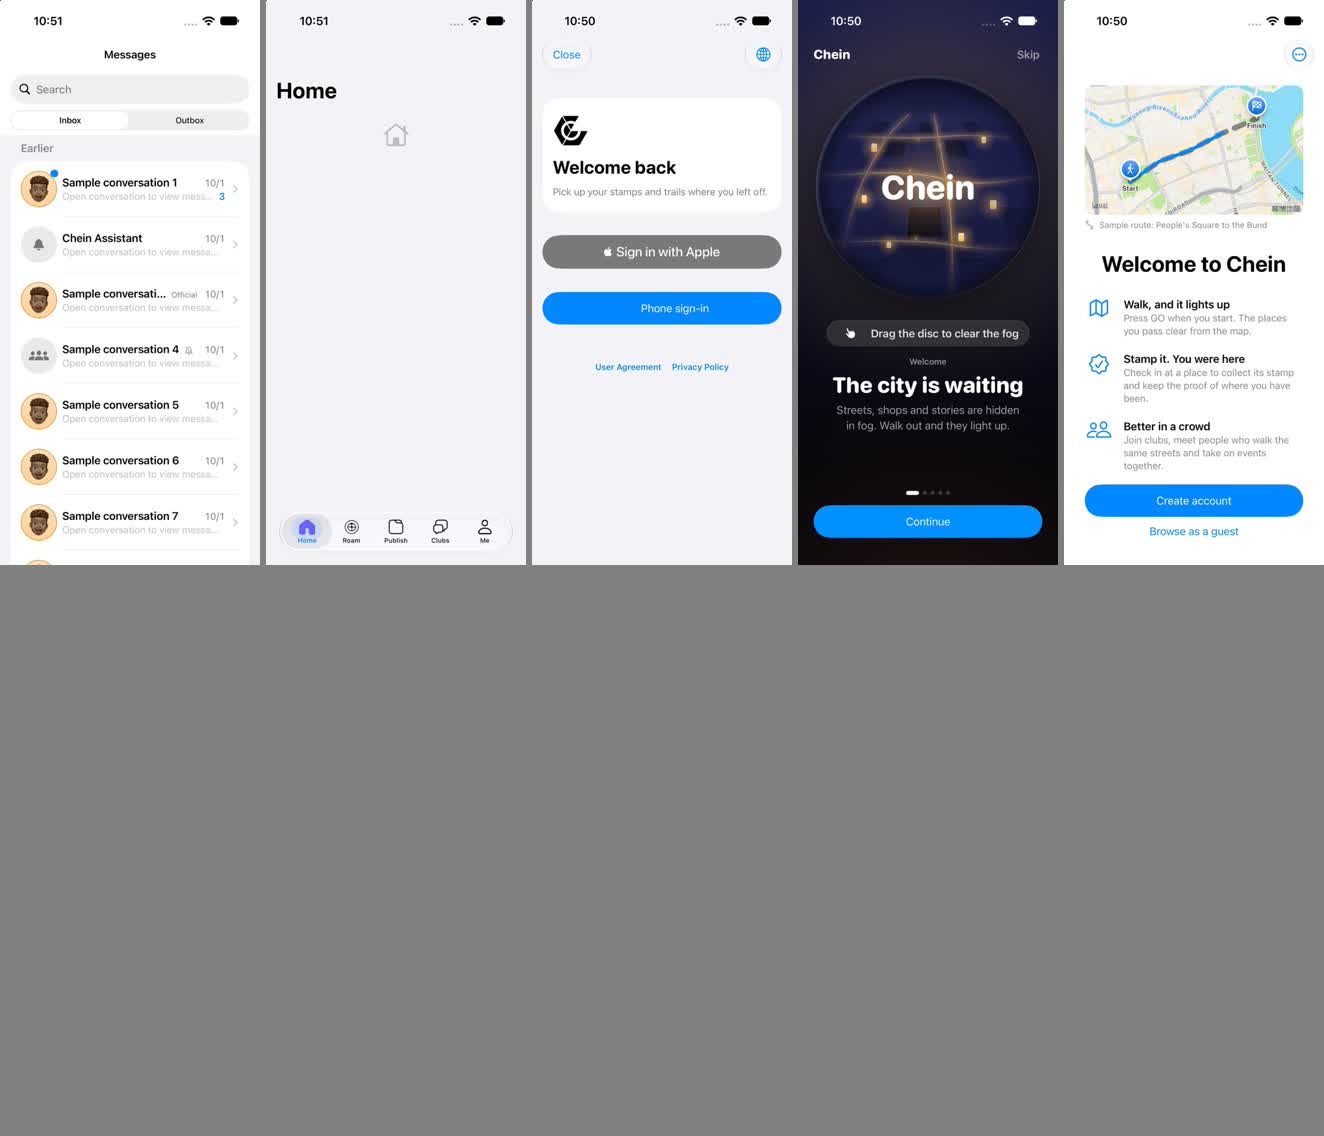 10:51
Messages
Search
Inbox
Outbox
Earlier
Sample conversation 1
10/1
Open conversation to view mess...
3
Chein Assistant
10/1
Open conversation to view messa...
Sample conversati...
Official
10/1
Open conversation to view messa...
Sample conversation 4
10/1
Open conversation to view messa...
Sample conversation 5
10/1
Open conversation to view messa...
Sample conversation 6
10/1
Open conversation to view messa...
Sample conversation 7
10/1
Open conversation to view messa...
10:51
Home
Home
Roam
Publish
Clubs
Me
10:50
Close
Welcome back
Pick up your stamps and trails where you left off.
Sign in with Apple
Phone sign-in
User Agreement
Privacy Policy
10:50
Chein
Skip
Chein
Drag the disc to clear the fog
Welcome
The city is waiting
Streets, shops and stories are hidden
in fog. Walk out and they light up.
Continue
10:50
Finish
Start
Legal
Sample route: People's Square to the Bund
Welcome to Chein
Walk, and it lights up
Press GO when you start. The places
you pass clear from the map.
Stamp it. You were here
Check in at a place to collect its stamp
and keep the proof of where you have
been.
Better in a crowd
Join clubs, meet people who walk the
same streets and take on events
together.
Create account
Browse as a guest